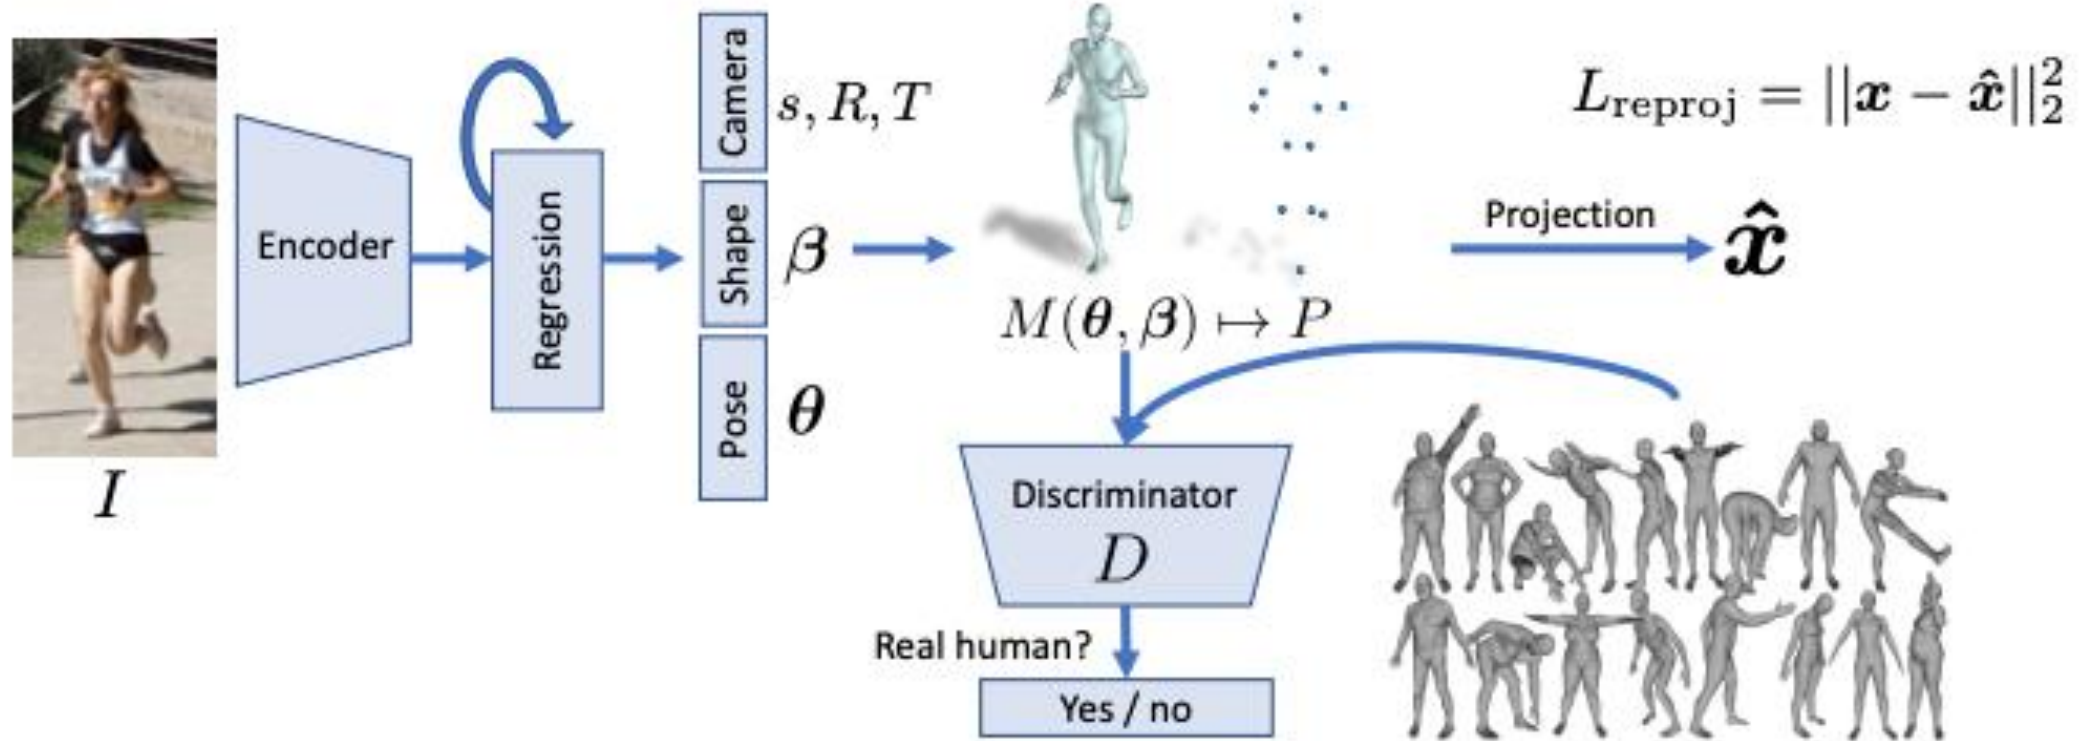 I
Encoder
Regression
Camera
s, R, T
Shape
β
Pose
θ
M(θ, β) ↦ P
L_reproj = ||x − x̂||₂²
Projection
x̂
Discriminator
D
Real human?
Yes / no